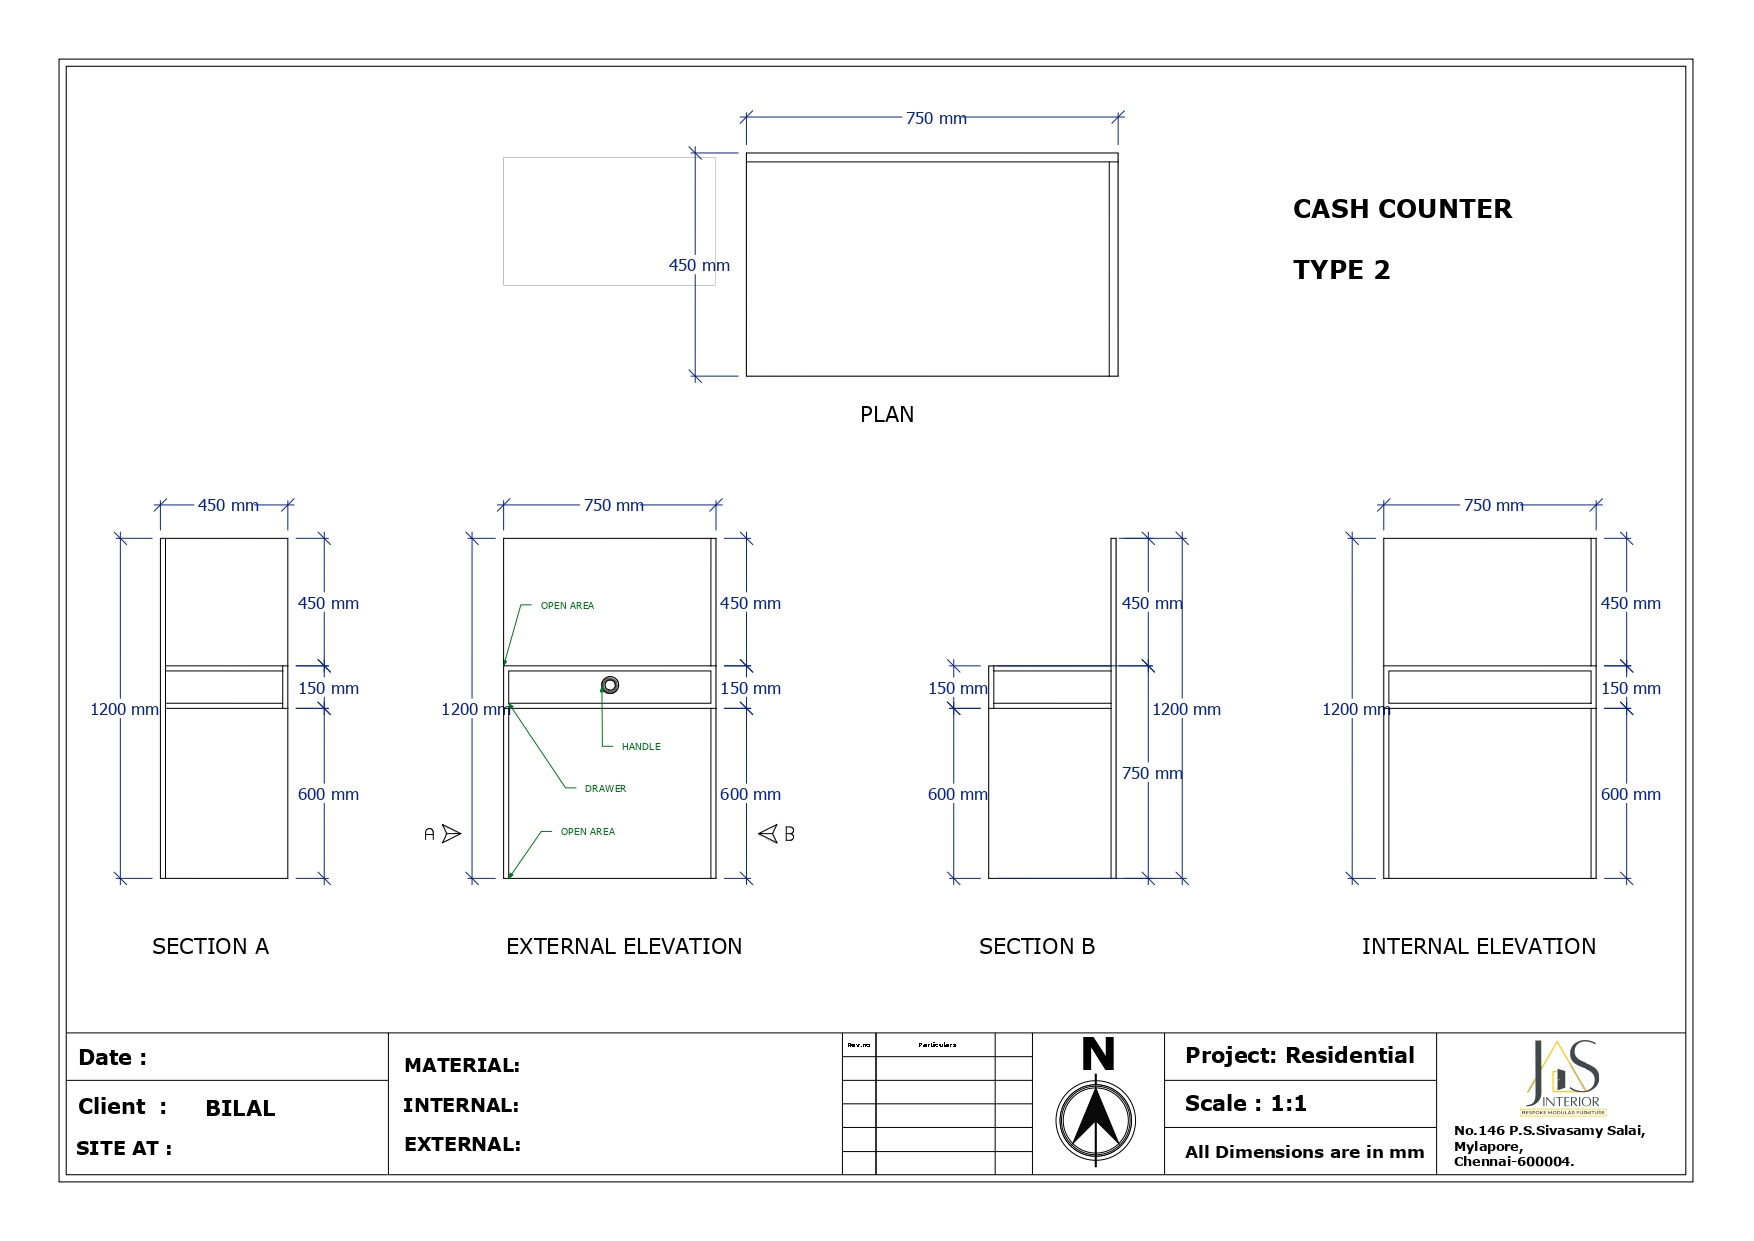 750 mm
450 mm
CASH COUNTER
TYPE 2
PLAN
450 mm
1200 mm
450 mm
150 mm
600 mm
SECTION A
750 mm
1200 mm
450 mm
150 mm
600 mm
OPEN AREA
HANDLE
DRAWER
OPEN AREA
A
B
EXTERNAL ELEVATION
150 mm
600 mm
450 mm
750 mm
1200 mm
SECTION B
750 mm
1200 mm
450 mm
150 mm
600 mm
INTERNAL ELEVATION
Date :
Client : BILAL
SITE AT :
MATERIAL:
INTERNAL:
EXTERNAL:
Rev.no Particulars
N
Project: Residential
Scale : 1:1
All Dimensions are in mm
JAS
INTERIOR
BESPOKE MODULAR FURNITURE
No.146 P.S.Sivasamy Salai,
Mylapore,
Chennai-600004.